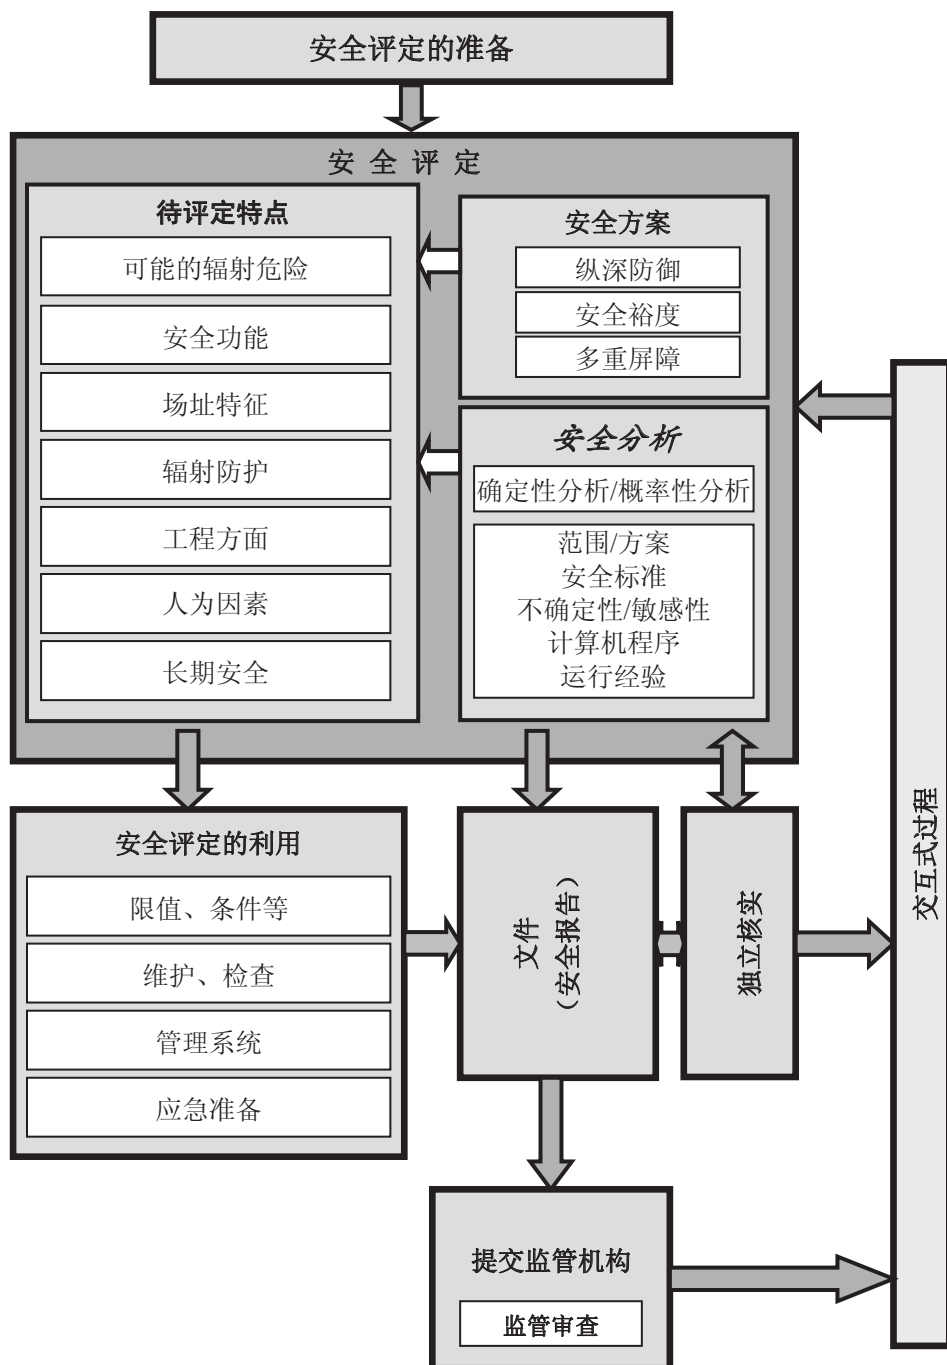 安全评定的准备
安 全 评 定
待评定特点
可能的辐射危险
安全功能
场址特征
辐射防护
工程方面
人为因素
长期安全
安全方案
纵深防御
安全裕度
多重屏障
安全分析
确定性分析/概率性分析
范围/方案
安全标准
不确定性/敏感性
计算机程序
运行经验
安全评定的利用
限值、条件等
维护、检查
管理系统
应急准备
文件
（安全报告）
独立核实
交互式过程
提交监管机构
监管审查